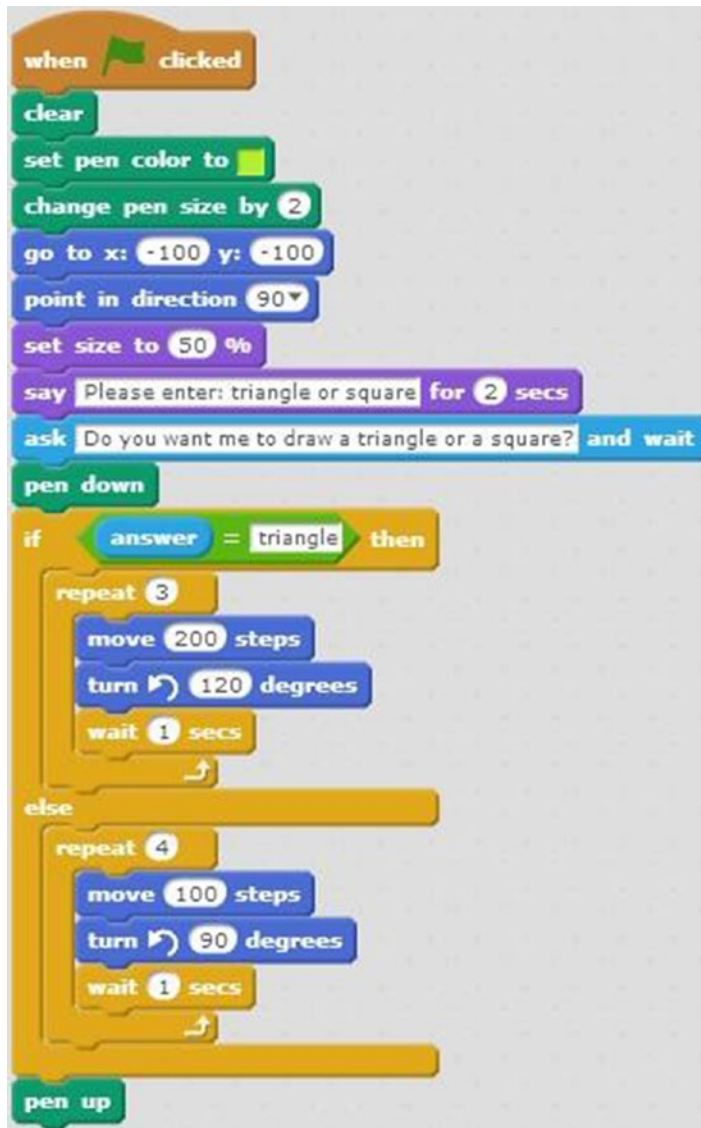 when clicked
clear
set pen color to
change pen size by 2
go to x: -100 y: -100
point in direction 90
set size to 50 %
say Please enter: triangle or square for 2 secs
ask Do you want me to draw a triangle or a square? and wait
pen down
if answer = triangle then
repeat 3
move 200 steps
turn 120 degrees
wait 1 secs
else
repeat 4
move 100 steps
turn 90 degrees
wait 1 secs
pen up